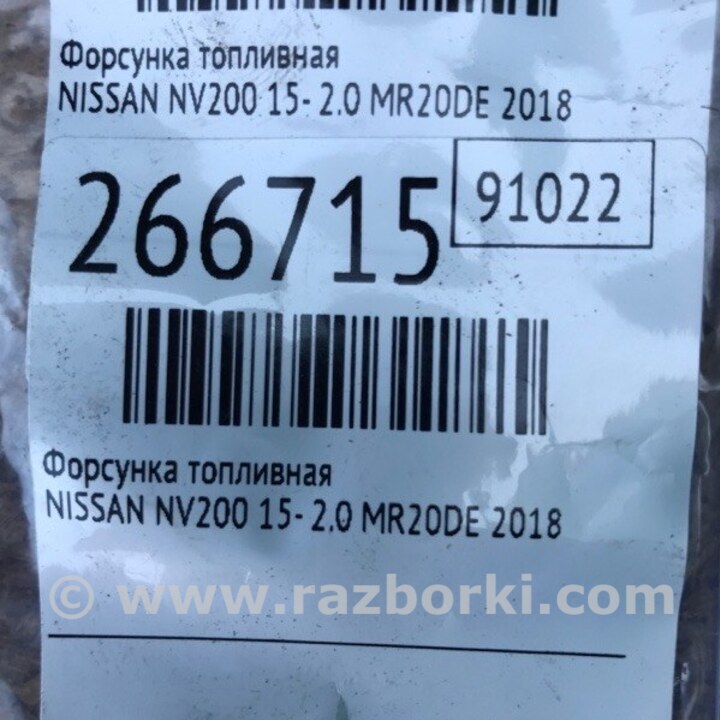 Форсунка топливная
NISSAN NV200 15- 2.0 MR20DE 2018
266715
91022
Форсунка топливная
NISSAN NV200 15- 2.0 MR20DE 2018
© www.razborki.com